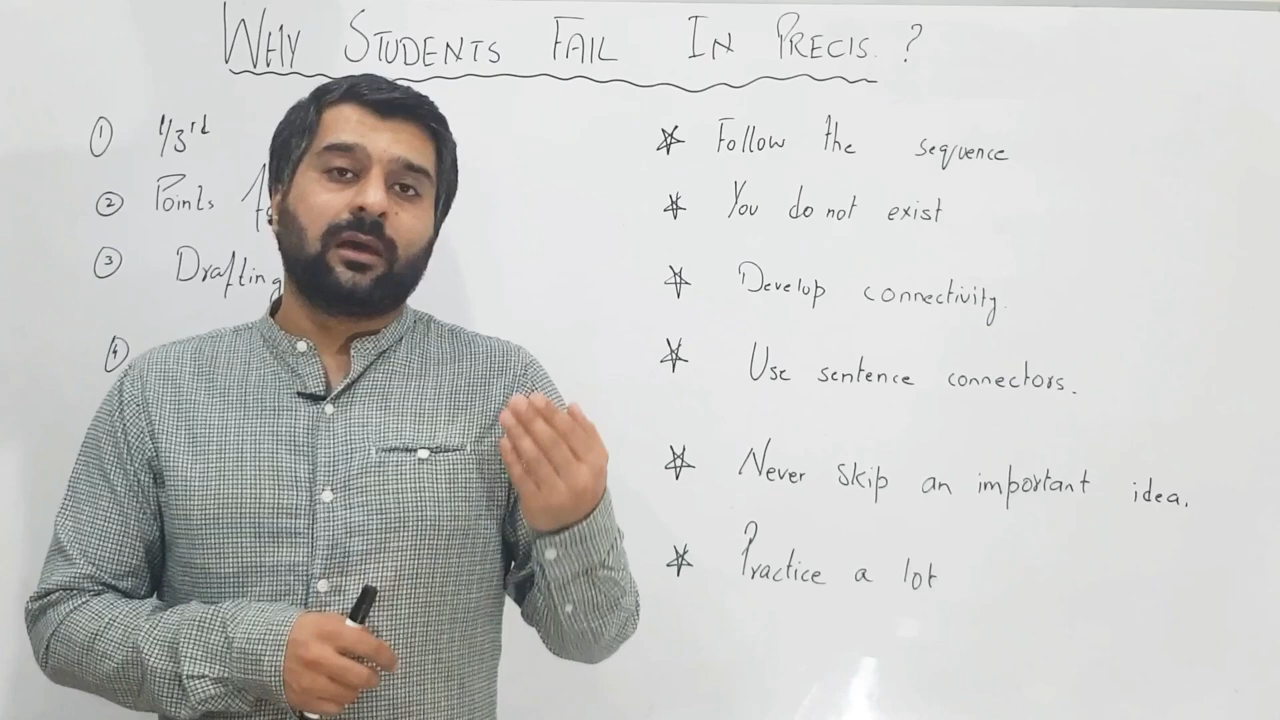 WHY STUDENTS FAIL IN PRECIS. ?
① 1/3rd
② Points
③ Drafting
④
☆ Follow the sequence
☆ You do not exist
☆ Develop connectivity.
☆ Use sentence connectors.
☆ Never skip an important idea.
☆ Practice a lot